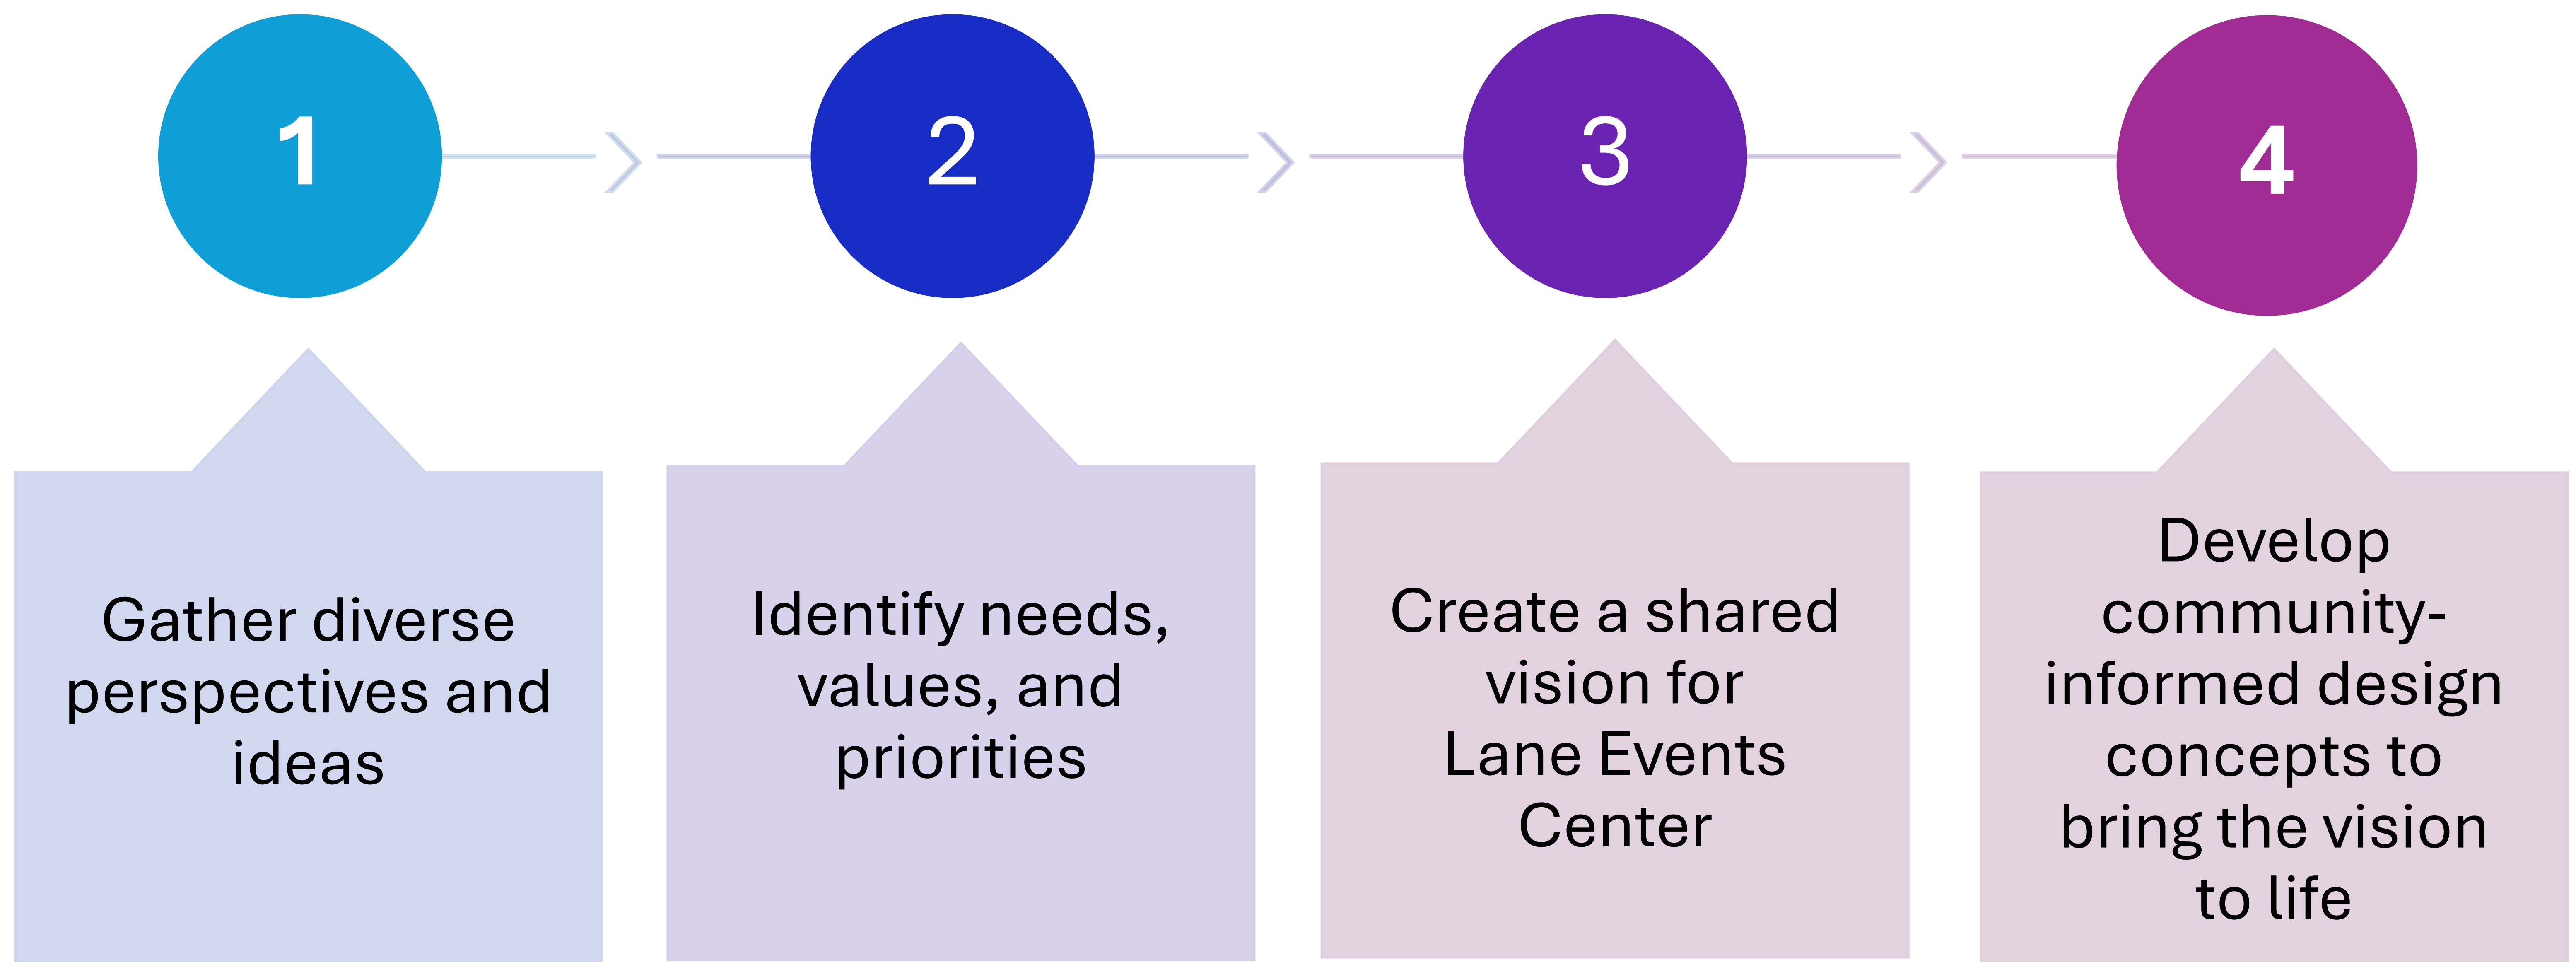 1
2
3
4
Gather diverse
perspectives and
ideas
Identify needs,
values, and
priorities
Create a shared
vision for
Lane Events
Center
Develop
community-
informed design
concepts to
bring the vision
to life